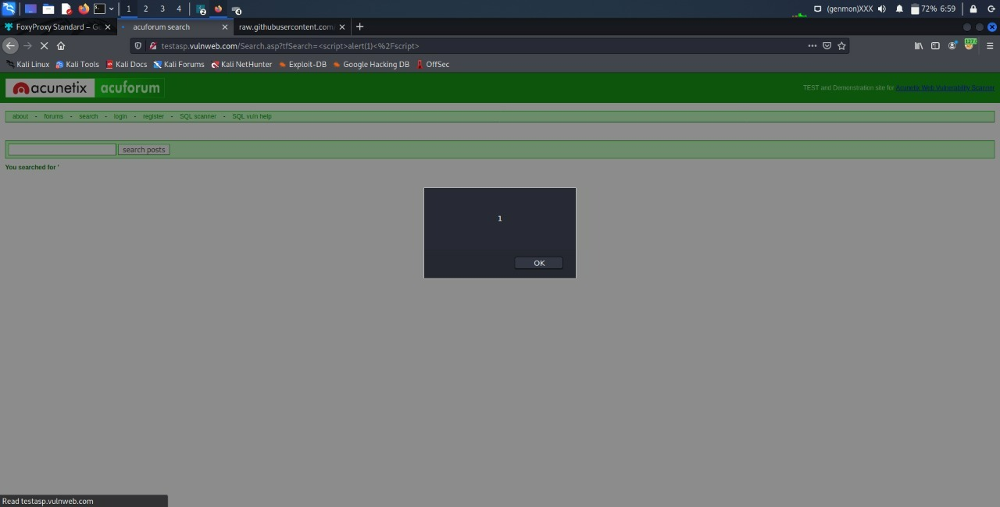 1 2 3 4 2 4 (genmon)XXX 72% 6:59
FoxyProxy Standard – Ge acuforum search raw.githubusercontent.com/
testasp.vulnweb.com/Search.asp?tfSearch=<script>alert(1)<%2Fscript>
Kali Linux Kali Tools Kali Docs Kali Forums Kali NetHunter Exploit-DB Google Hacking DB OffSec
acunetix acuforum TEST and Demonstration site for Acunetix Web Vulnerability Scanner
about - forums - search - login - register - SQL scanner - SQL vuln help
search posts
You searched for '
1
OK
Read testasp.vulnweb.com